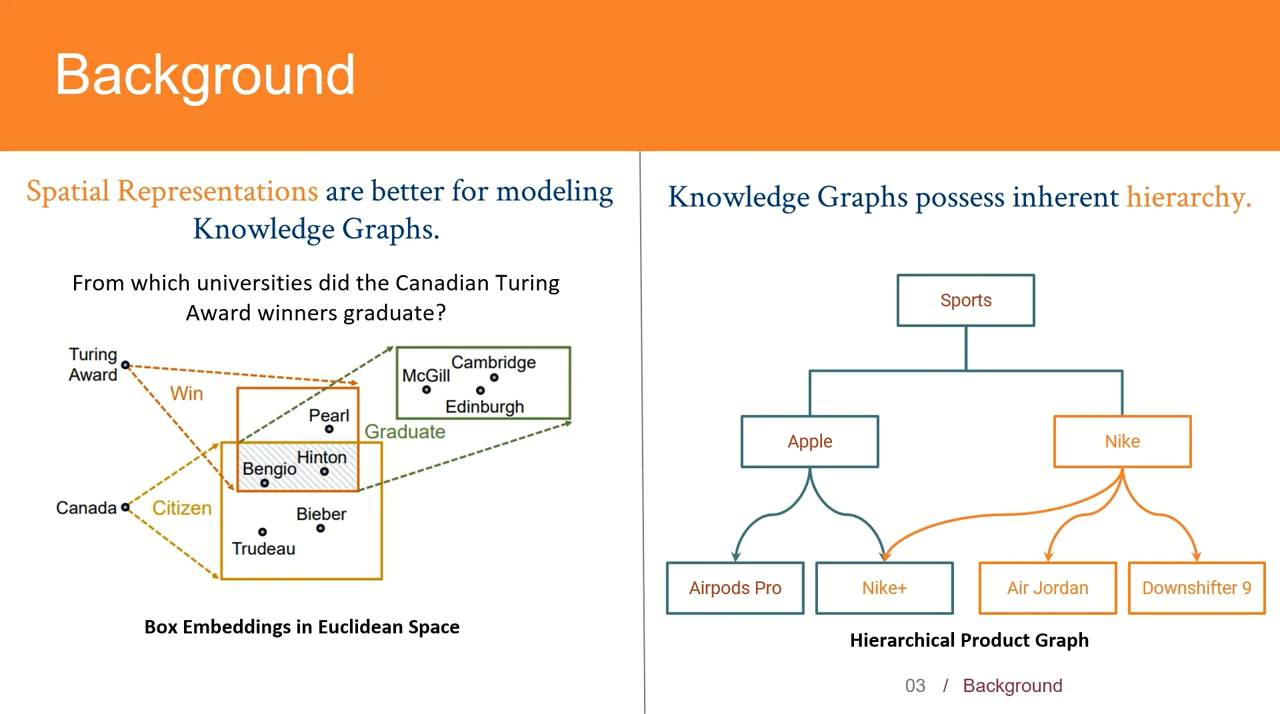 Background
Spatial Representations are better for modeling
Knowledge Graphs.
From which universities did the Canadian Turing
Award winners graduate?
Turing
Award
Win
Canada
Citizen
Pearl
Hinton
Bengio
Bieber
Trudeau
Graduate
Cambridge
McGill
Edinburgh
Box Embeddings in Euclidean Space
Knowledge Graphs possess inherent hierarchy.
Sports
Apple
Nike
Airpods Pro
Nike+
Air Jordan
Downshifter 9
Hierarchical Product Graph
03 / Background